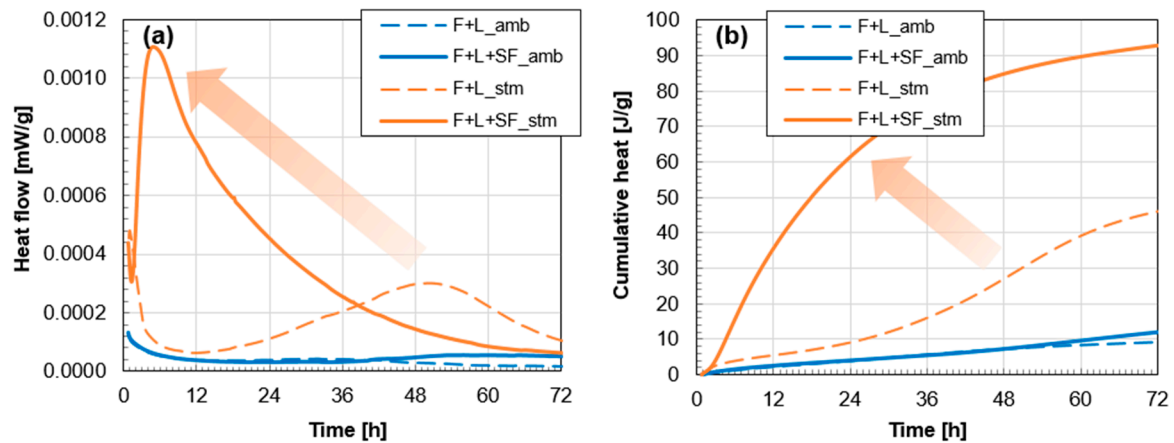 (a)
F+L_amb
F+L+SF_amb
F+L_stm
F+L+SF_stm
Heat flow [mW/g]
0.0012
0.0010
0.0008
0.0006
0.0004
0.0002
0.0000
0 12 24 36 48 60 72
Time [h]
(b)
F+L_amb
F+L+SF_amb
F+L_stm
F+L+SF_stm
Cumulative heat [J/g]
100
90
80
70
60
50
40
30
20
10
0
0 12 24 36 48 60 72
Time [h]